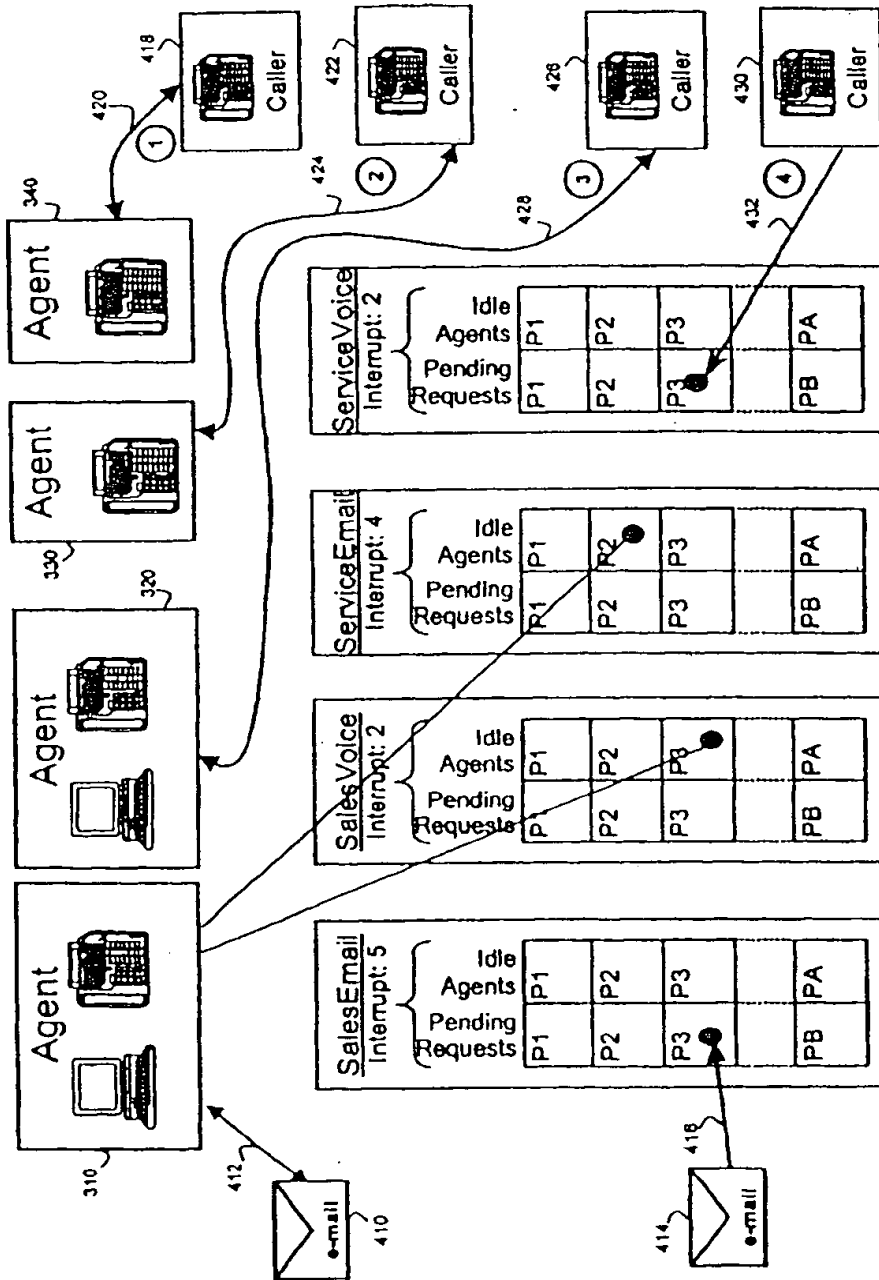 310
Agent
320
Agent
330
Agent
340
Agent
412
e-mail
410
420
1
418
Caller
424
2
422
Caller
428
3
426
Caller
432
4
430
Caller
SalesEmail
Interrupt: 5
Pending Requests
Idle Agents
P1 P1
P2 P2
P3 P3
PB PA
SalesVoice
Interrupt: 2
Pending Requests
Idle Agents
P P1
P2 P2
P3 P3
PB PA
ServiceEmail
Interrupt: 4
Pending Requests
Idle Agents
P1 P1
P2 P2
P3 P3
PB PA
ServiceVoice
Interrupt: 2
Pending Requests
Idle Agents
P1 P1
P2 P2
P3 P3
PB PA
414
e-mail
416